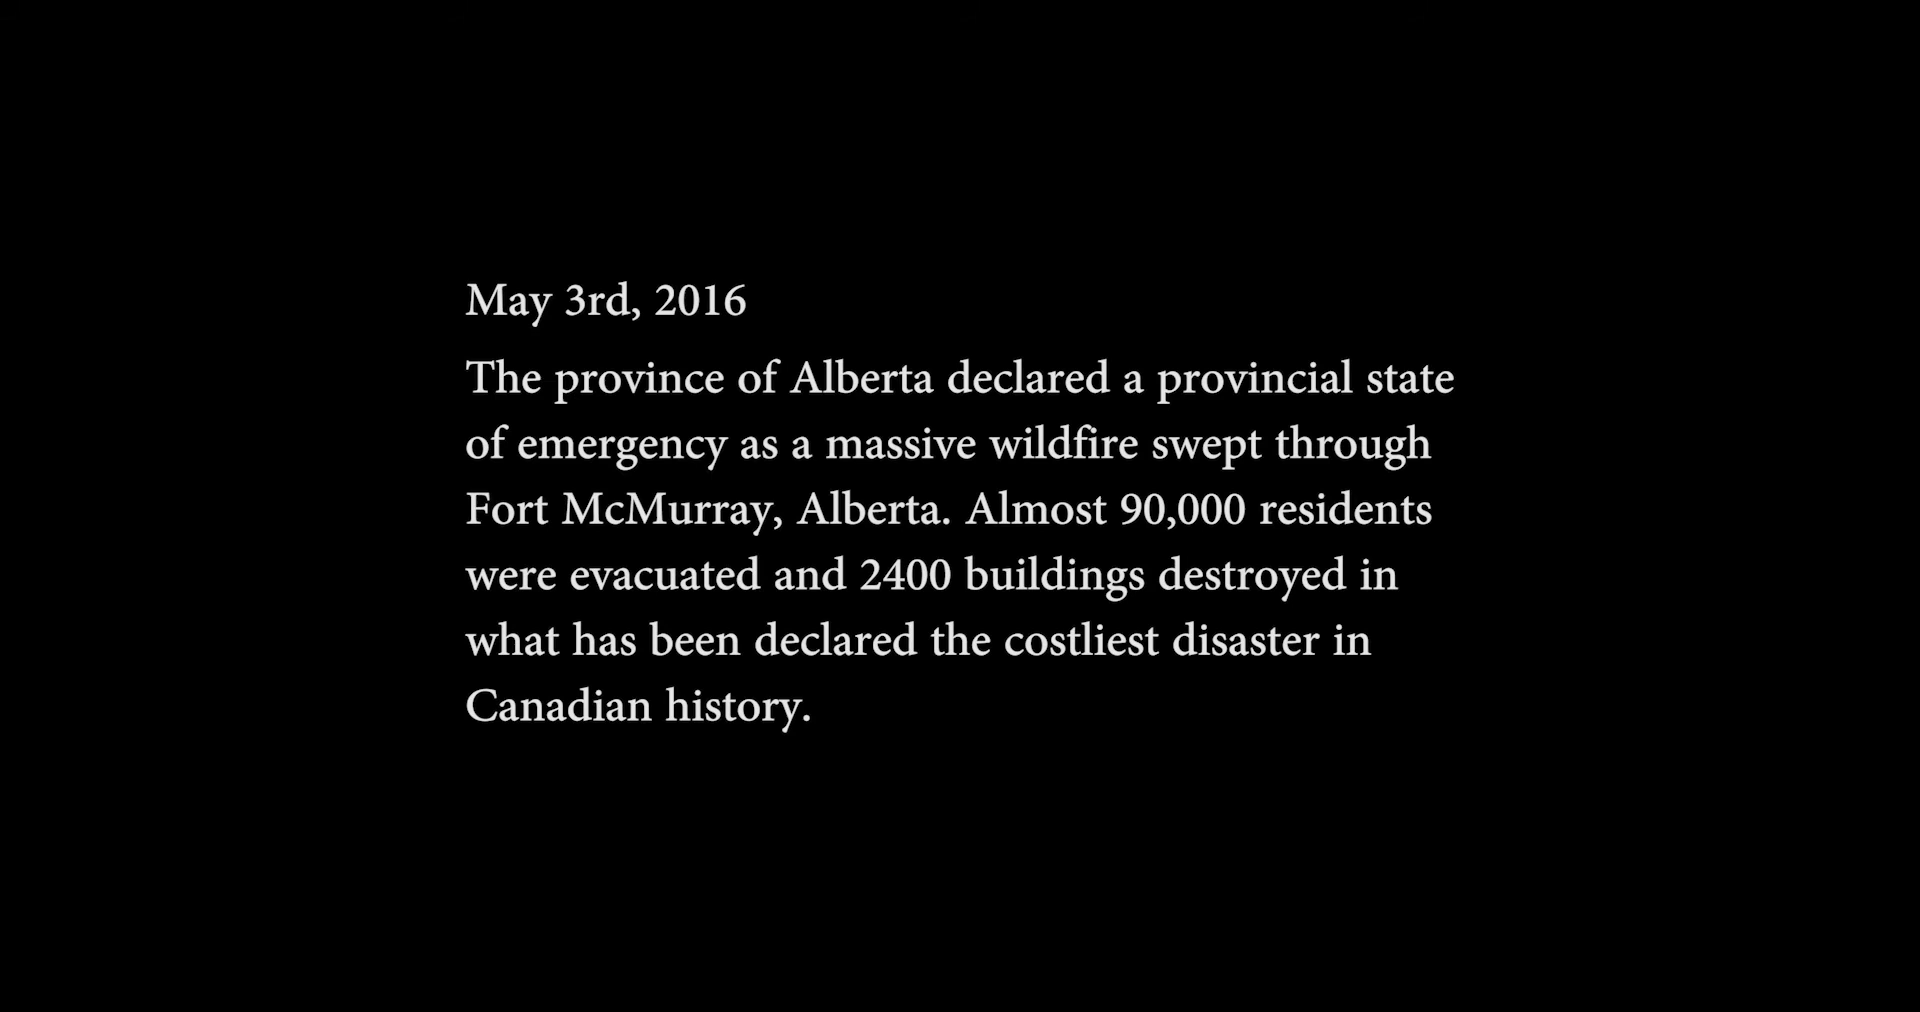 May 3rd, 2016
The province of Alberta declared a provincial state
of emergency as a massive wildfire swept through
Fort McMurray, Alberta. Almost 90,000 residents
were evacuated and 2400 buildings destroyed in
what has been declared the costliest disaster in
Canadian history.